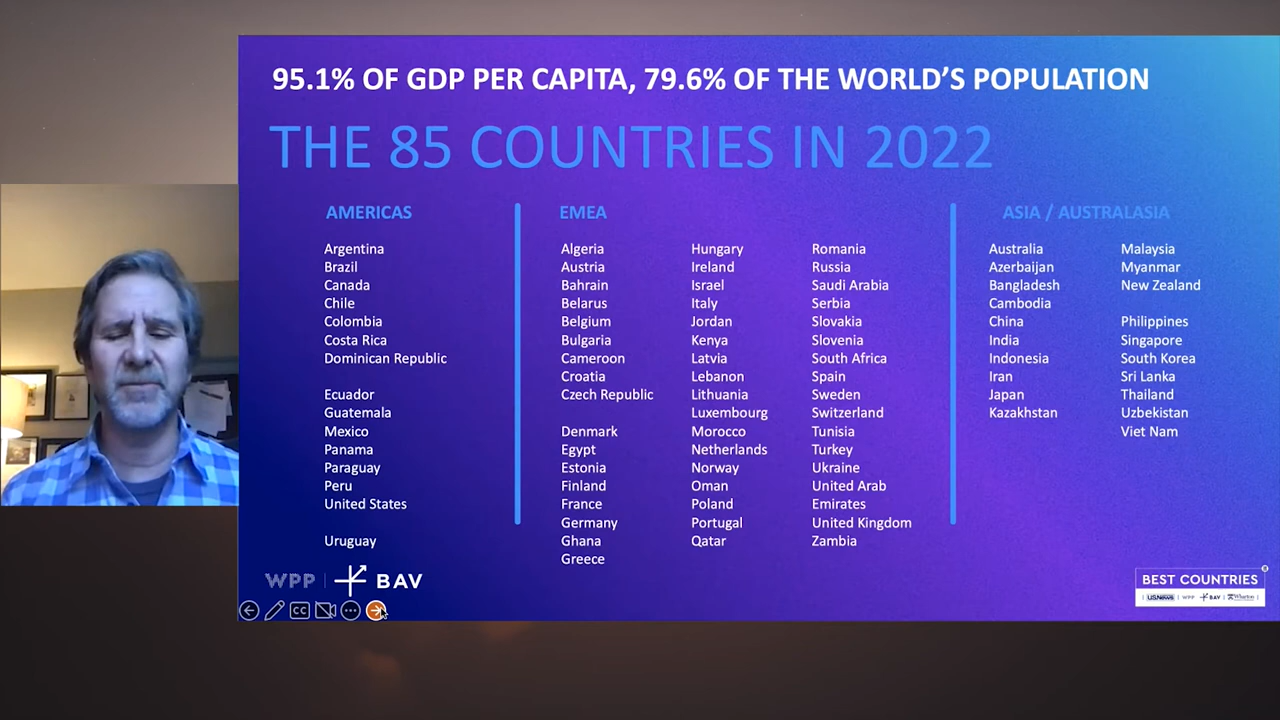 95.1% OF GDP PER CAPITA, 79.6% OF THE WORLD'S POPULATION
THE 85 COUNTRIES IN 2022
AMERICAS
Argentina
Brazil
Canada
Chile
Colombia
Costa Rica
Dominican Republic
Ecuador
Guatemala
Mexico
Panama
Paraguay
Peru
United States
Uruguay
EMEA
Algeria
Austria
Bahrain
Belarus
Belgium
Bulgaria
Cameroon
Croatia
Czech Republic
Denmark
Egypt
Estonia
Finland
France
Germany
Ghana
Greece
Hungary
Ireland
Israel
Italy
Jordan
Kenya
Latvia
Lebanon
Lithuania
Luxembourg
Morocco
Netherlands
Norway
Oman
Poland
Portugal
Qatar
Romania
Russia
Saudi Arabia
Serbia
Slovakia
Slovenia
South Africa
Spain
Sweden
Switzerland
Tunisia
Turkey
Ukraine
United Arab
Emirates
United Kingdom
Zambia
ASIA / AUSTRALASIA
Australia
Azerbaijan
Bangladesh
Cambodia
China
India
Indonesia
Iran
Japan
Kazakhstan
Malaysia
Myanmar
New Zealand
Philippines
Singapore
South Korea
Sri Lanka
Thailand
Uzbekistan
Viet Nam
WPP | BAV
CC
BEST COUNTRIES
| USNews | WPP BAV | Wharton |